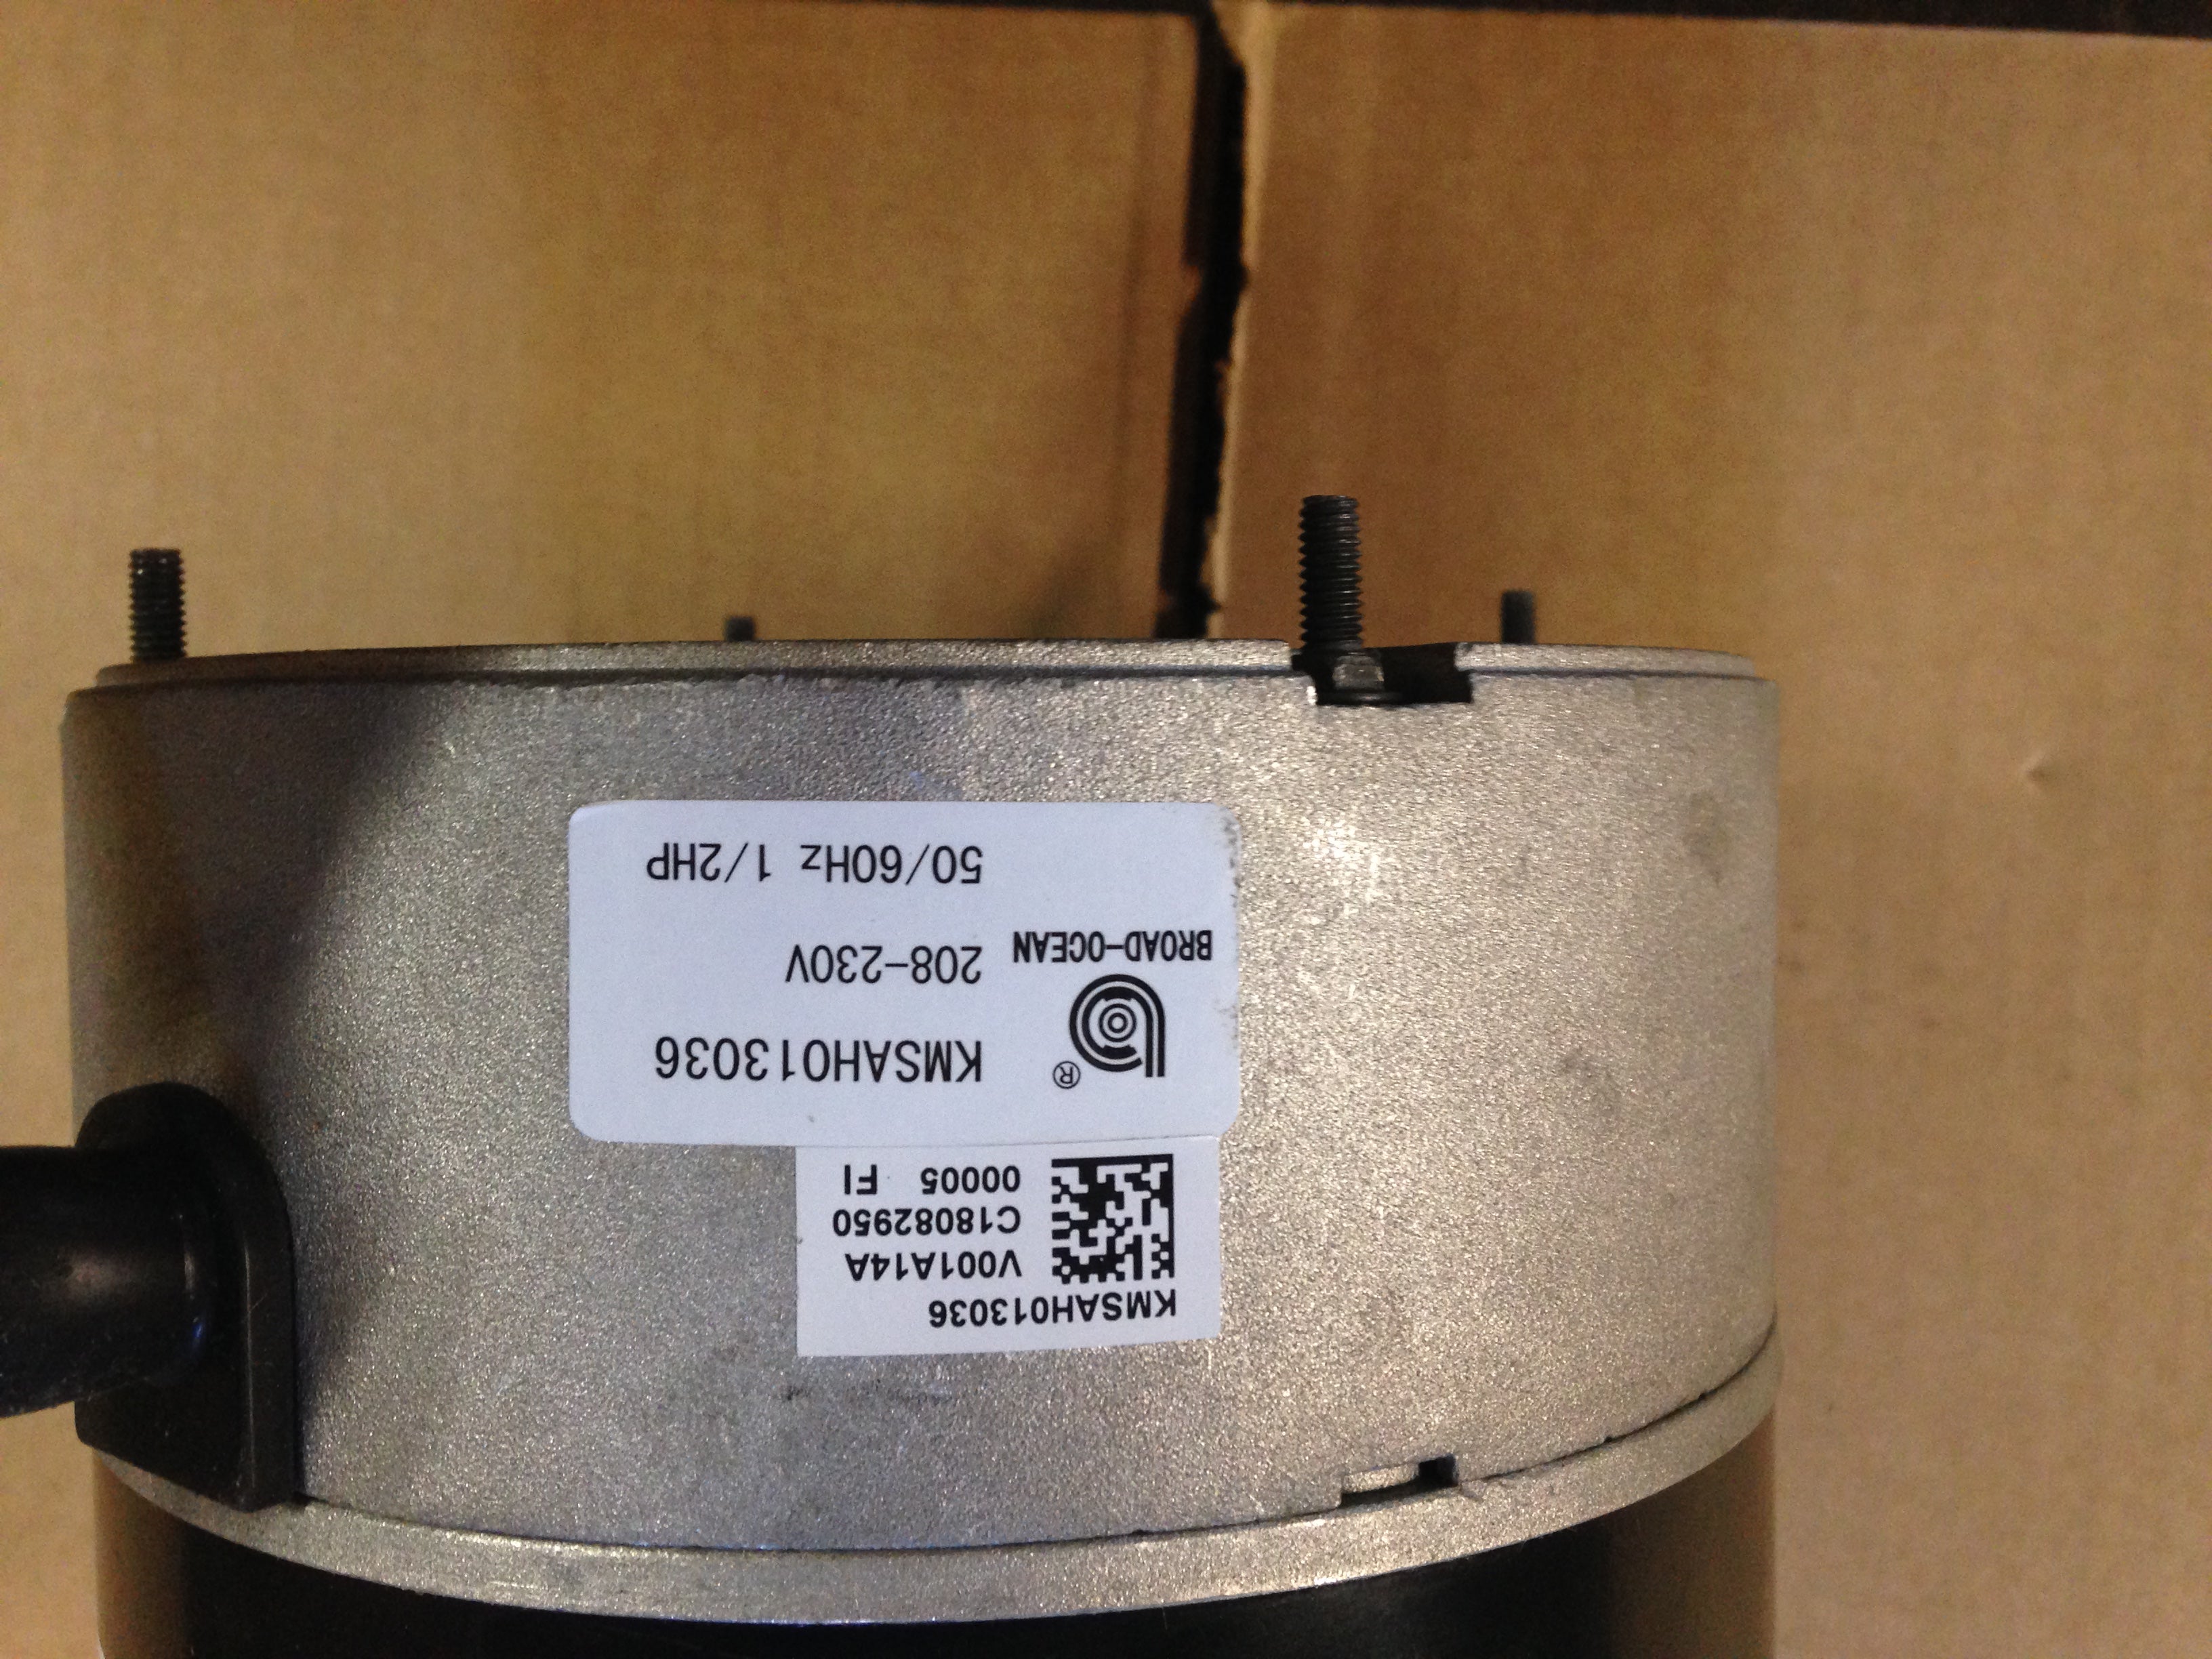 KMSAH013036
V001A14A
C18082950
00005 FI
®
KMSAH013036
208-230V
BROAD-OCEAN
50/60Hz 1/2HP